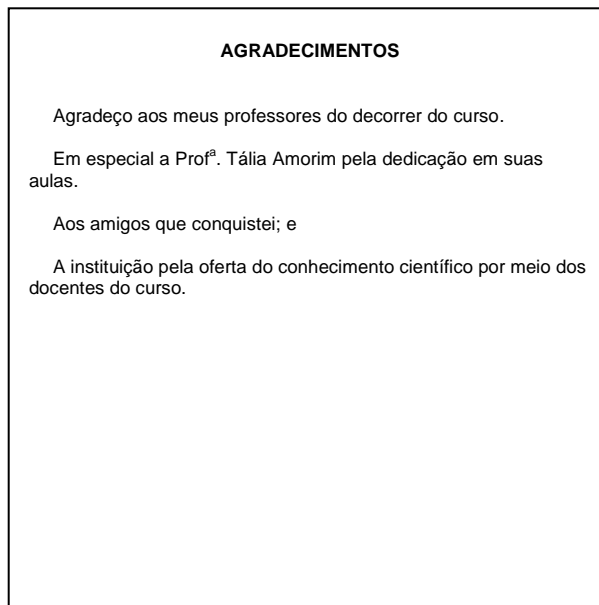 AGRADECIMENTOS
Agradeço aos meus professores do decorrer do curso.
Em especial a Profª. Tália Amorim pela dedicação em suas
aulas.
Aos amigos que conquistei; e
A instituição pela oferta do conhecimento científico por meio dos
docentes do curso.